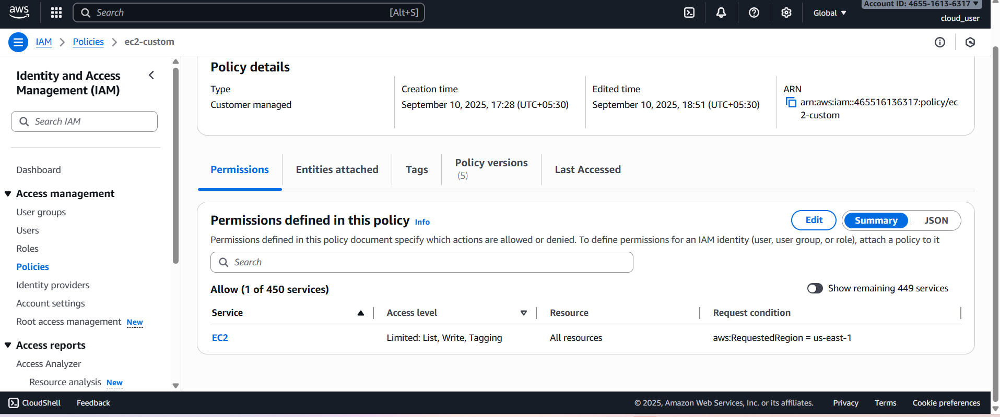 aws
Search
[Alt+S]
Global
Account ID: 4655-1613-6317
cloud_user
IAM
Policies
ec2-custom
Identity and Access
Management (IAM)
Search IAM
Dashboard
Access management
User groups
Users
Roles
Policies
Identity providers
Account settings
Root access management New
Access reports
Access Analyzer
Resource analysis New
Policy details
Type
Customer managed
Creation time
September 10, 2025, 17:28 (UTC+05:30)
Edited time
September 10, 2025, 18:51 (UTC+05:30)
ARN
arn:aws:iam::465516136317:policy/ec
2-custom
Permissions
Entities attached
Tags
Policy versions
(5)
Last Accessed
Permissions defined in this policy Info
Edit
Summary
JSON
Permissions defined in this policy document specify which actions are allowed or denied. To define permissions for an IAM identity (user, user group, or role), attach a policy to it
Search
Allow (1 of 450 services)
Show remaining 449 services
Service
Access level
Resource
Request condition
EC2
Limited: List, Write, Tagging
All resources
aws:RequestedRegion = us-east-1
CloudShell
Feedback
© 2025, Amazon Web Services, Inc. or its affiliates.
Privacy
Terms
Cookie preferences